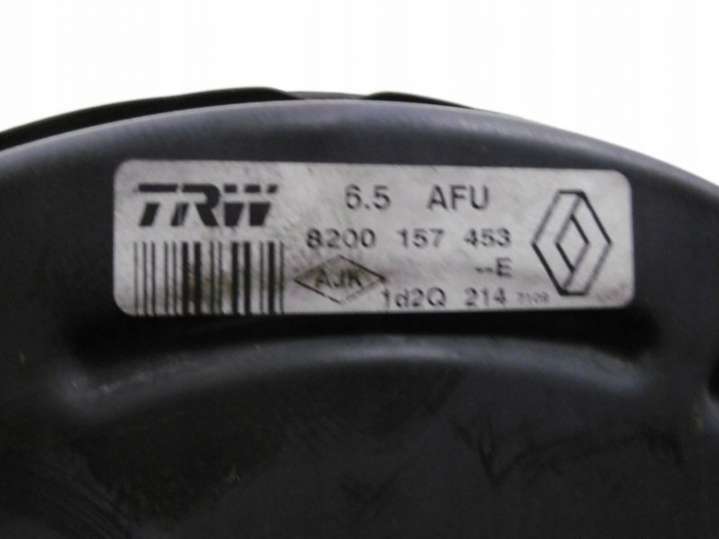 TRW 6.5 AFU
8200 157 453
--E
AJK
1d2Q 214